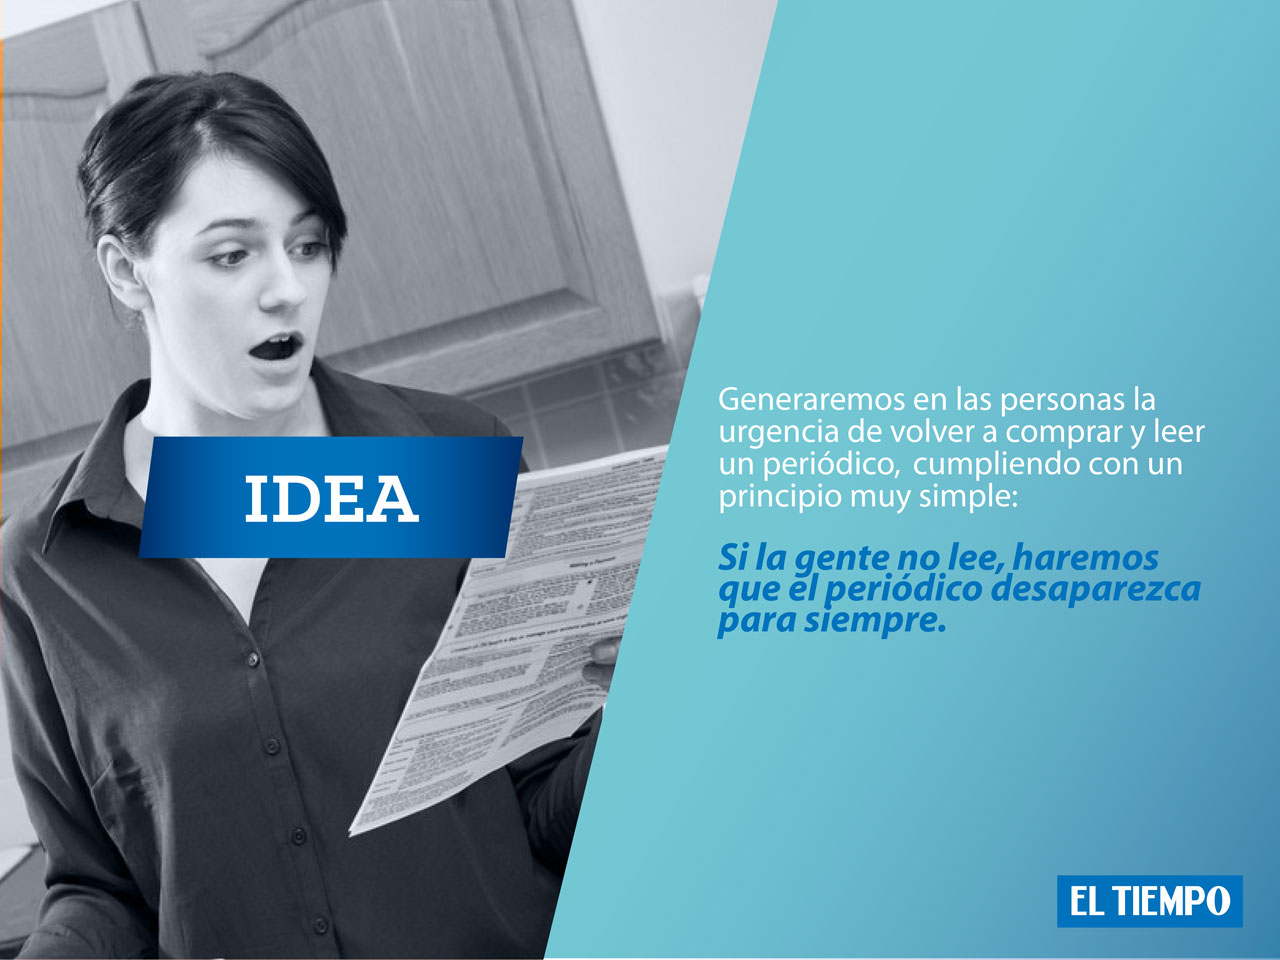 IDEA
Generaremos en las personas la
urgencia de volver a comprar y leer
un periódico, cumpliendo con un
principio muy simple:
Si la gente no lee, haremos
que el periódico desaparezca
para siempre.
EL TIEMPO